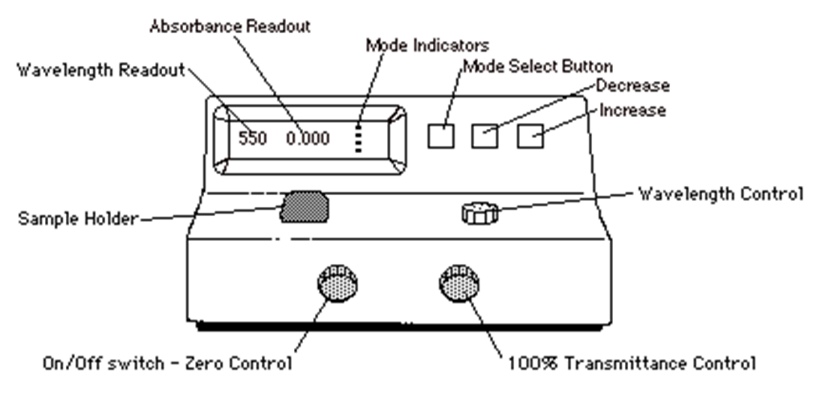 Absorbance Readout
Mode Indicators
Wavelength Readout
Mode Select Button
Decrease
Increase
550 0.000
Wavelength Control
Sample Holder
On/Off switch - Zero Control
100% Transmittance Control